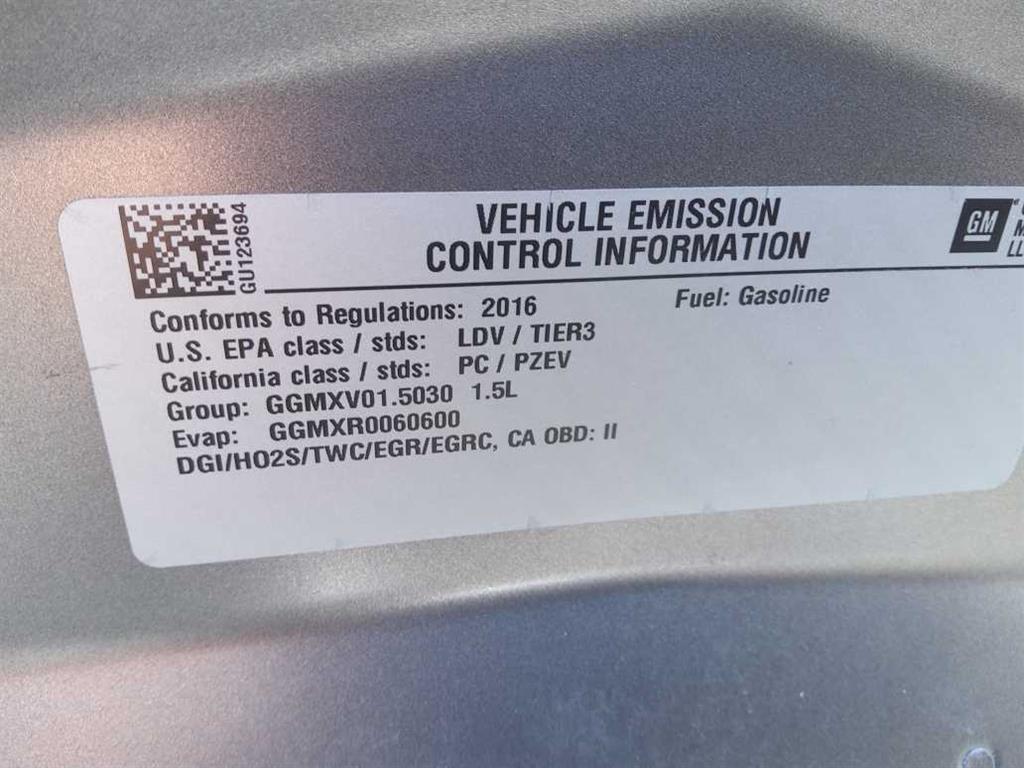 GU123694
VEHICLE EMISSION
CONTROL INFORMATION
GM
LL
Conforms to Regulations: 2016
Fuel: Gasoline
U.S. EPA class / stds: LDV / TIER3
California class / stds: PC / PZEV
Group: GGMXV01.5030 1.5L
Evap: GGMXR0060600
DGI/HO2S/TWC/EGR/EGRC, CA OBD: II